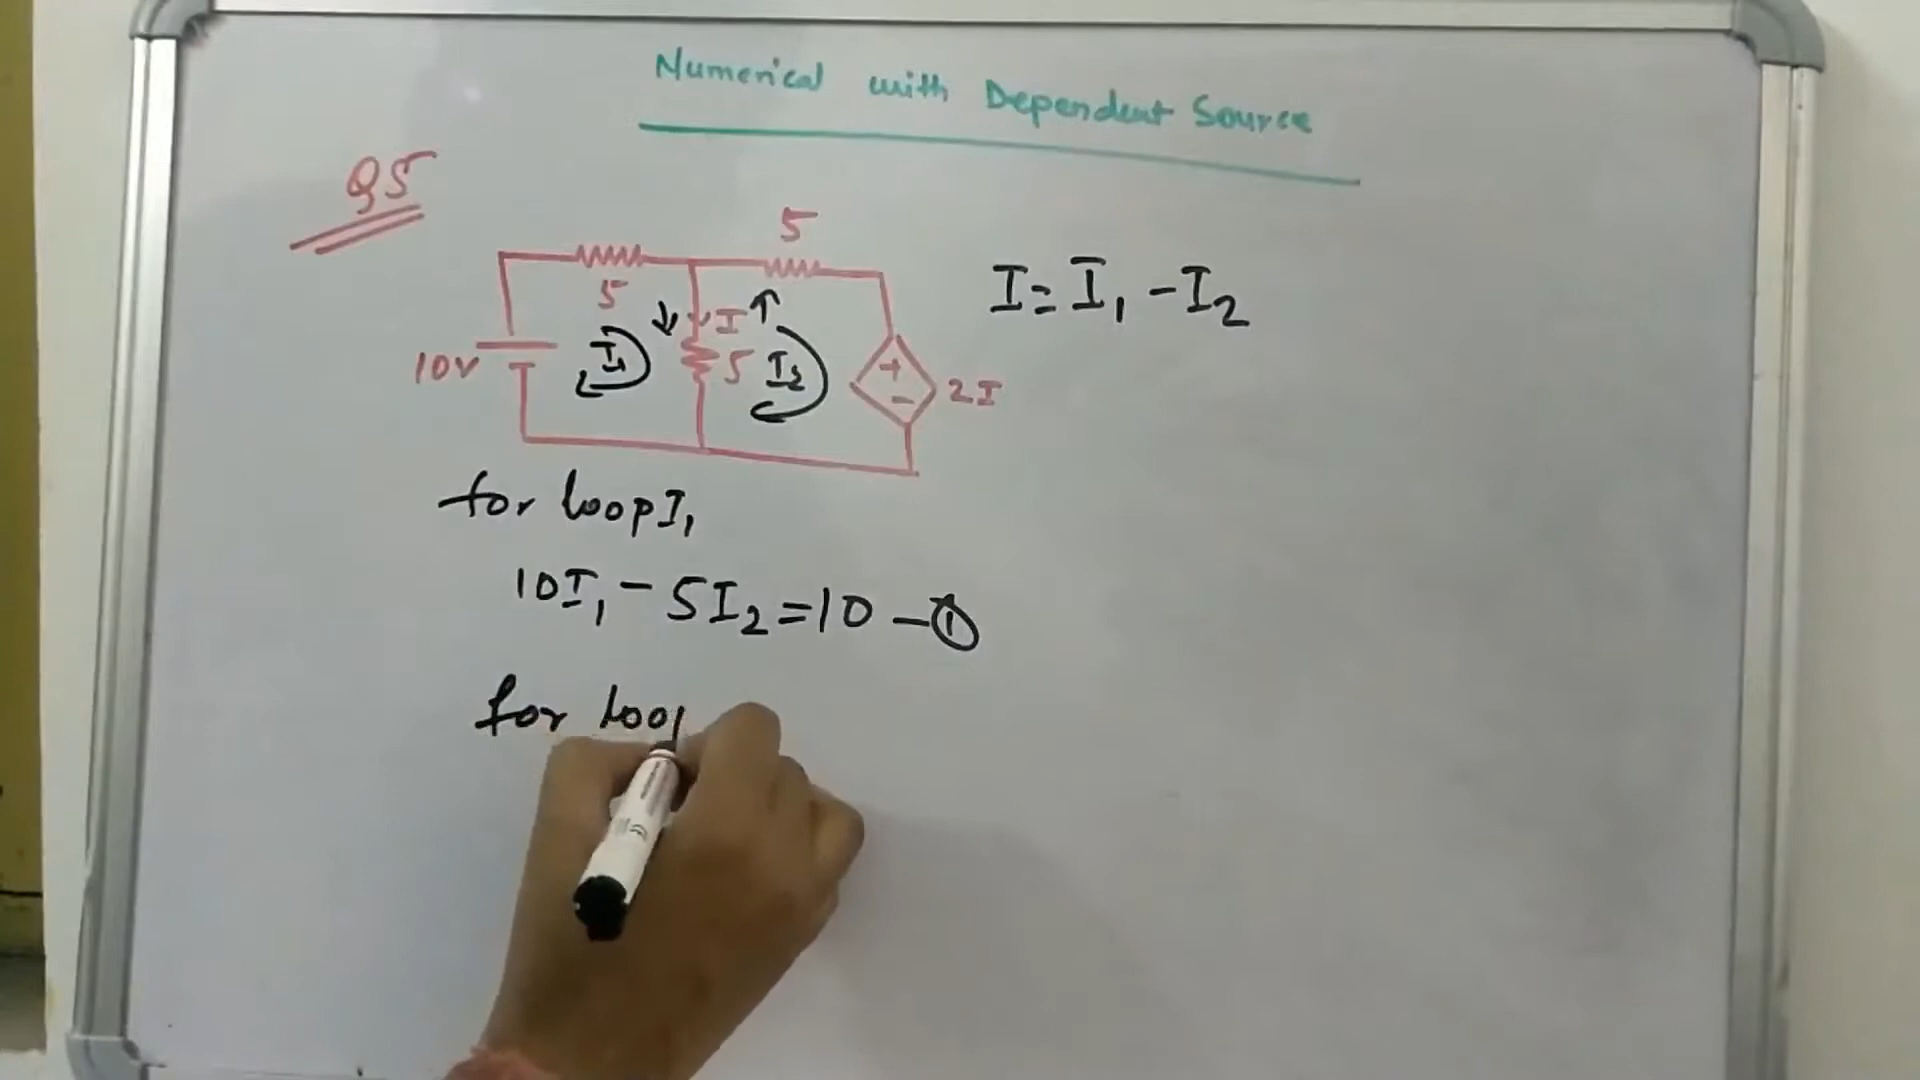 Numerical with Dependent Source
Q5
5
5
I = I₁ - I₂
I
10V
I₁
5
I₂
+
-
2I
for loop I₁
10I₁ - 5I₂ = 10 - ①
for loop